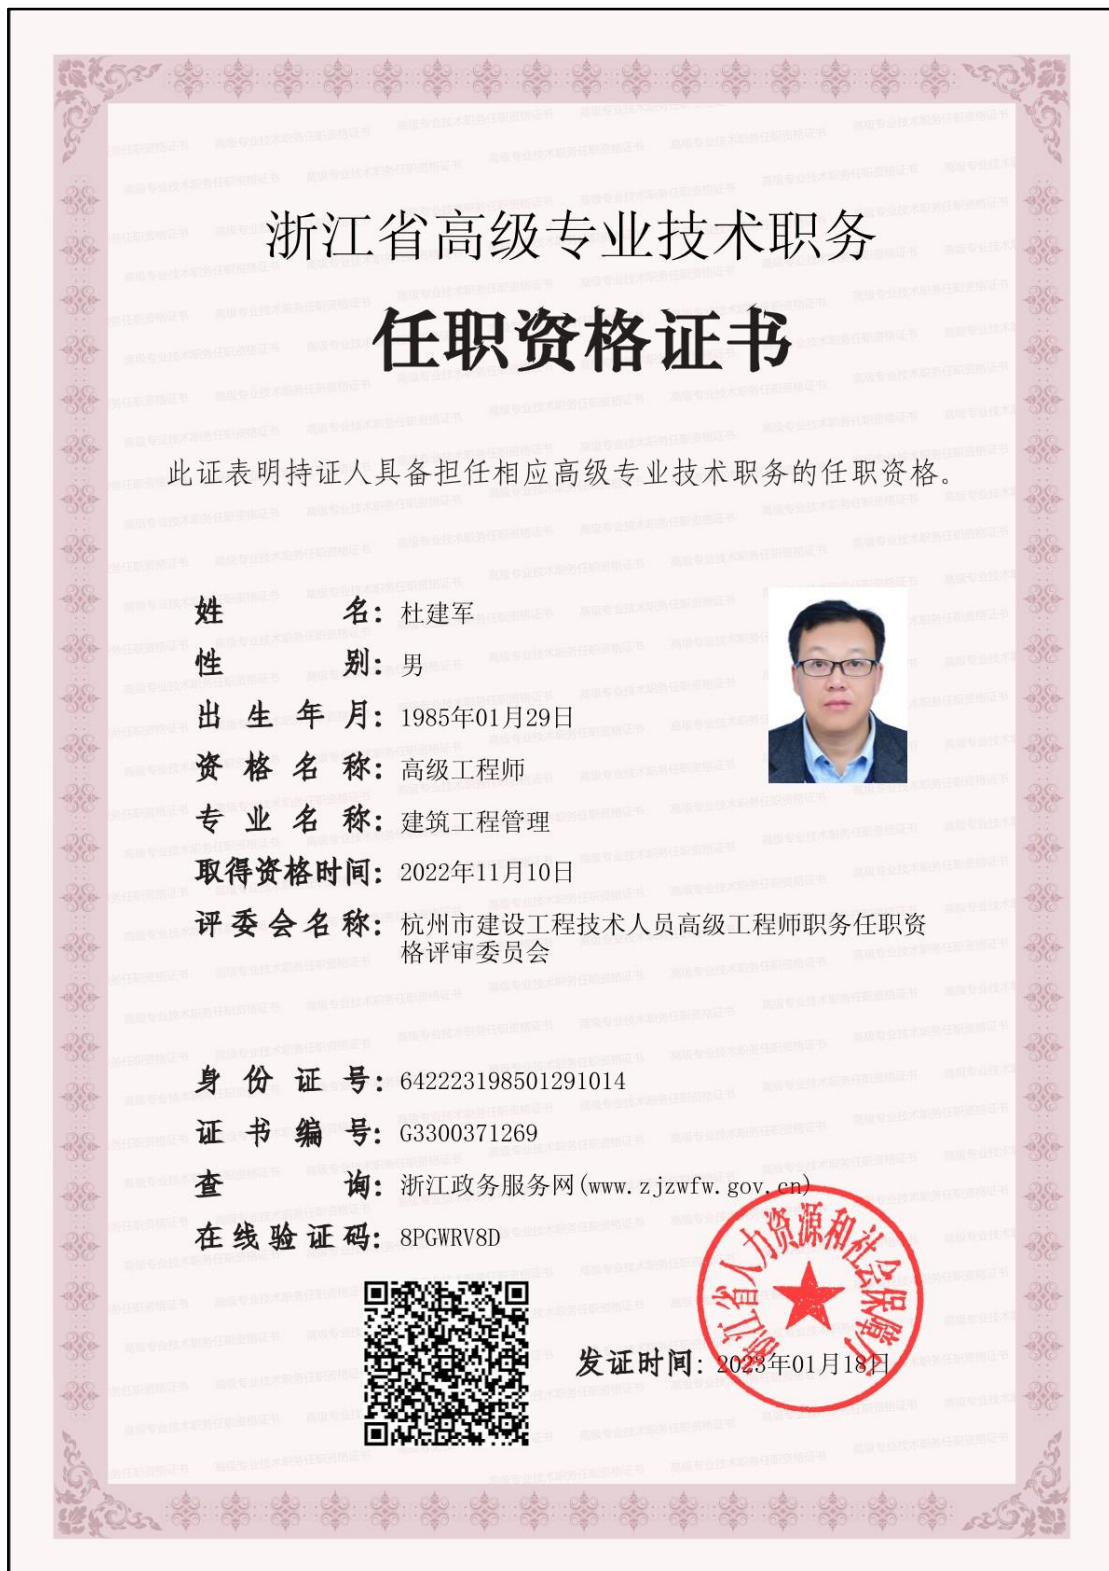 浙江省高级专业技术职务
任职资格证书
此证表明持证人具备担任相应高级专业技术职务的任职资格。
姓名：杜建军
性别：男
出生年月：1985年01月29日
资格名称：高级工程师
专业名称：建筑工程管理
取得资格时间：2022年11月10日
评委会名称：杭州市建设工程技术人员高级工程师职务任职资
格评审委员会
身份证号：642223198501291014
证书编号：G3300371269
查询：浙江政务服务网(www.zjzwfw.gov.cn)
在线验证码：8PGWRV8D
浙江省人力资源和社会保障厅
发证时间：2023年01月18日